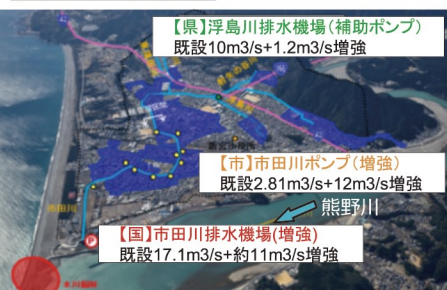 【県】浮島川排水機場(補助ポンプ)
既設10m3/s+1.2m3/s増強
【市】市田川ポンプ(増強)
既設2.81m3/s+12m3/s増強
市田川
熊野川
【国】市田川排水機場(増強)
既設17.1m3/s+約11m3/s増強
P